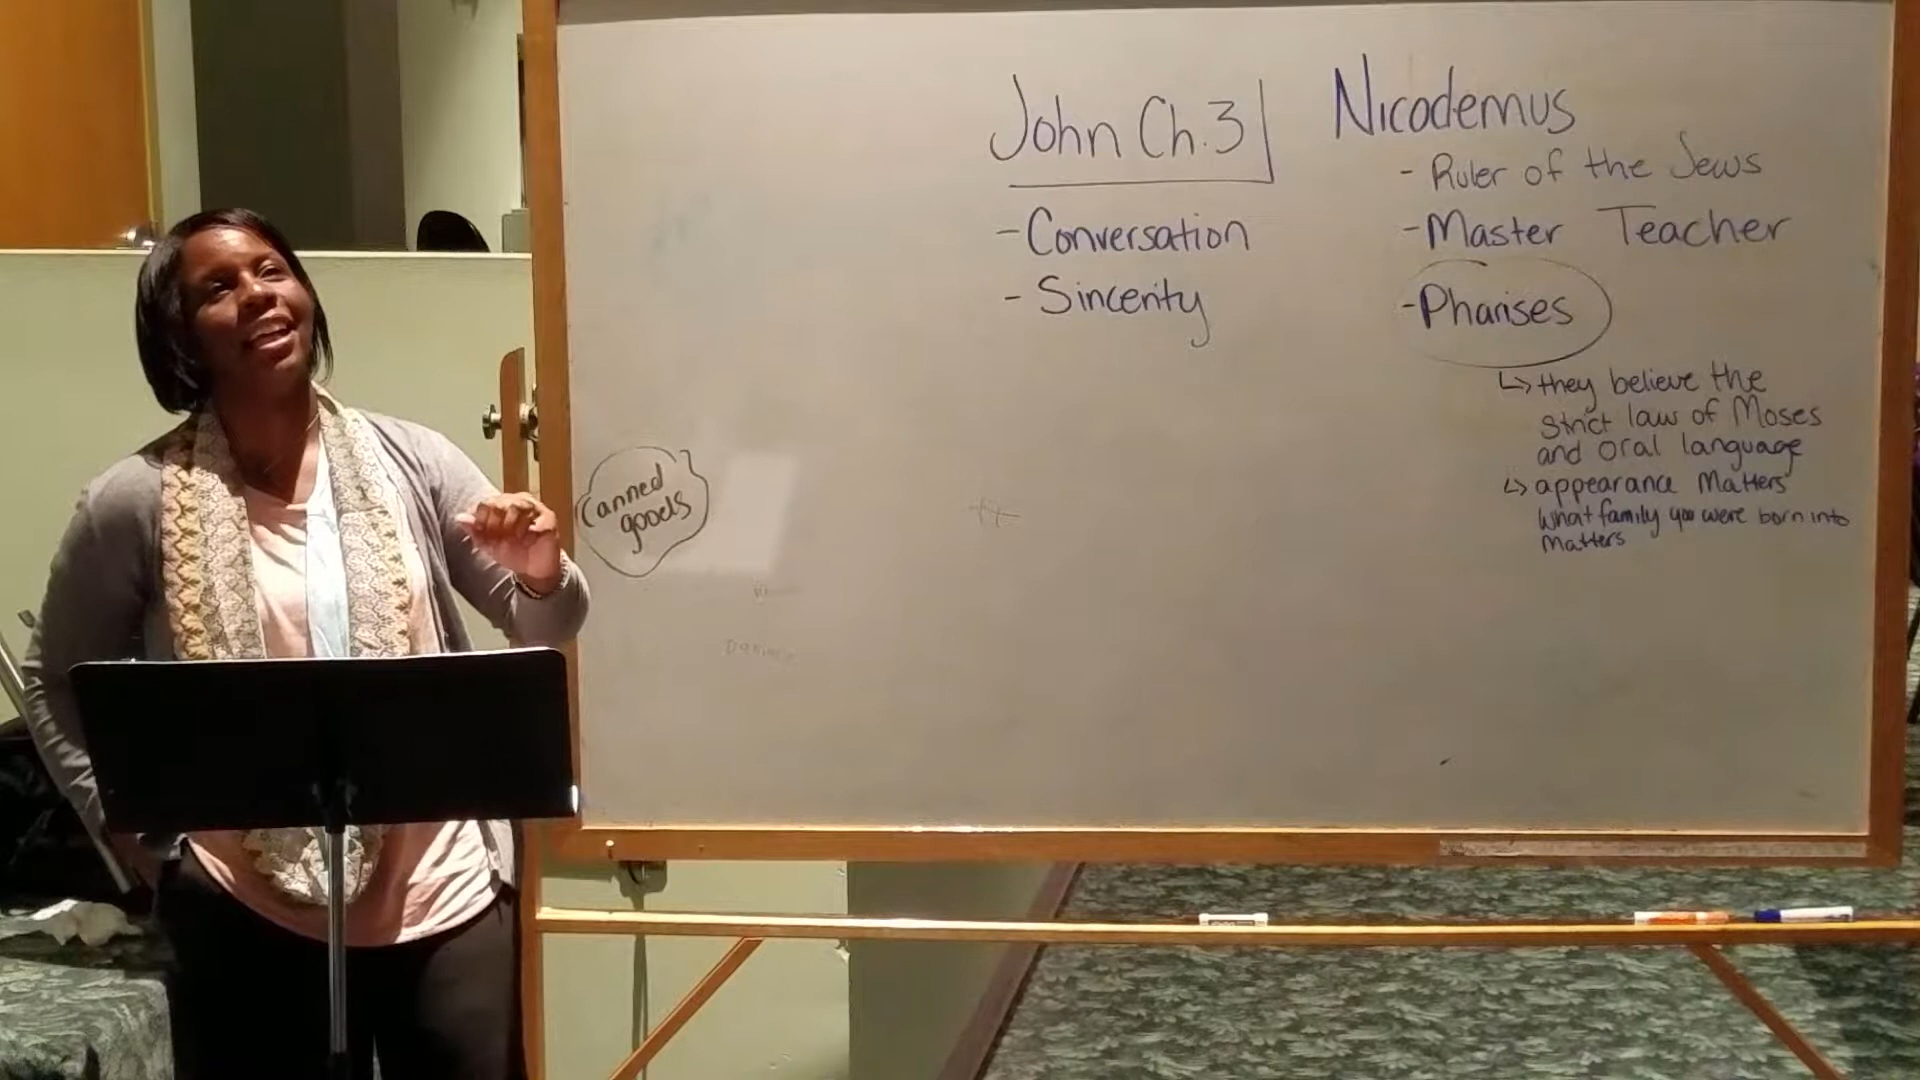 John Ch.3
- Conversation
- Sincerity
Nicodemus
- Ruler of the Jews
- Master Teacher
- Pharises
↳ they believe the
strict law of Moses
and oral language
↳ appearance Matters
What family you were born into
matters
Canned
goods